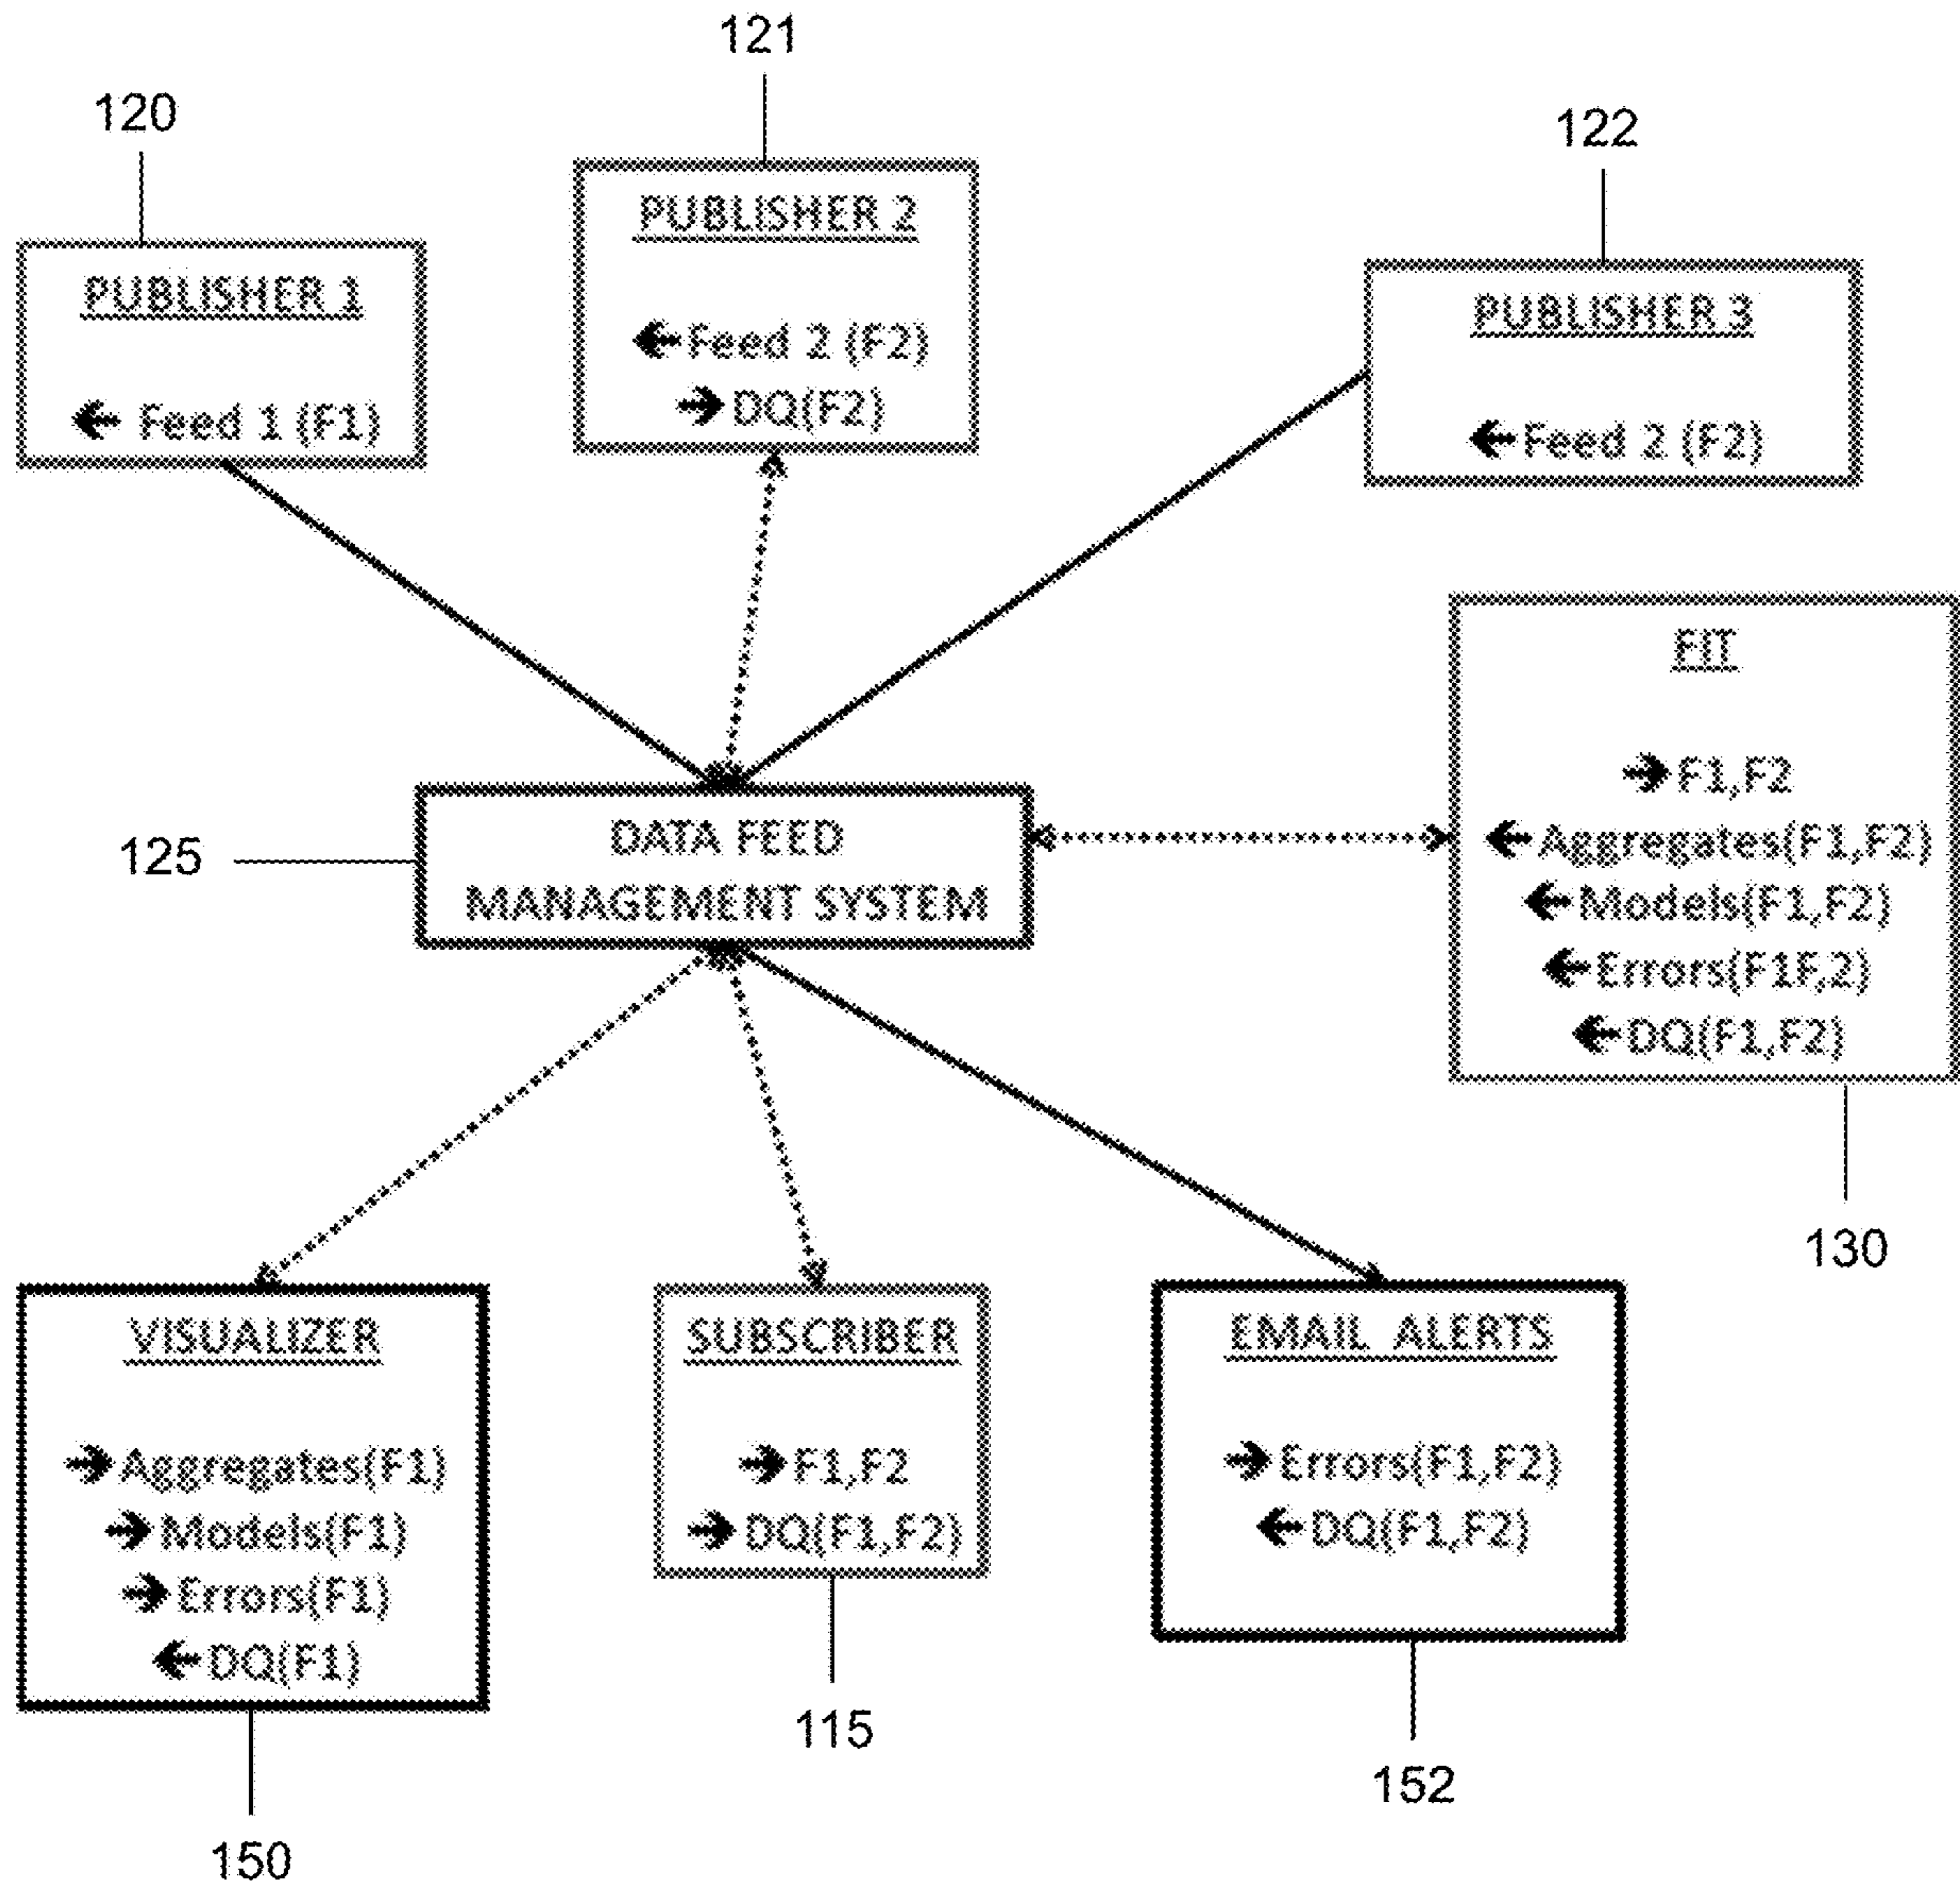 121
120
122
PUBLISHER 1
← Feed 1 (F1)
PUBLISHER 2
←Feed 2 (F2)
→DQ(F2)
PUBLISHER 3
←Feed 2 (F2)
FIT
→F1,F2
←Aggregates(F1,F2)
←Models(F1,F2)
←Errors(F1F,2)
←DQ(F1,F2)
130
125
DATA FEED
MANAGEMENT SYSTEM
VISUALIZER
→Aggregates(F1)
→Models(F1)
→Errors(F1)
←DQ(F1)
150
SUBSCRIBER
→F1,F2
→DQ(F1,F2)
115
EMAIL ALERTS
→Errors(F1,F2)
←DQ(F1,F2)
152